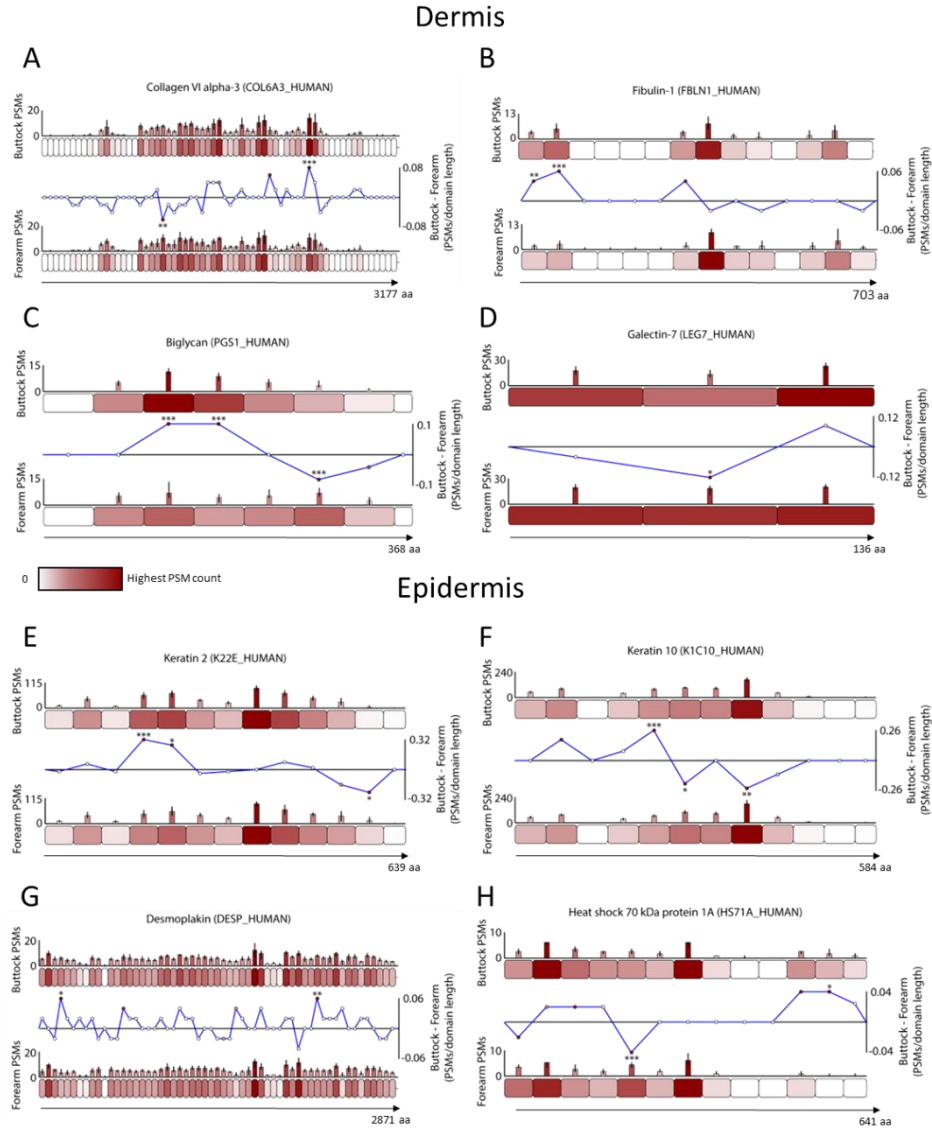 Dermis
A
Collagen VI alpha-3 (COL6A3_HUMAN)
Buttock PSMs
20
0
***
**
0.08
-0.08
Buttock - Forearm
(PSMs/domain length)
Forearm PSMs
20
0
3177 aa
B
Fibulin-1 (FBLN1_HUMAN)
Buttock PSMs
13
0
**
***
0.06
-0.06
Buttock - Forearm
(PSMs/domain length)
Forearm PSMs
13
0
703 aa
C
Biglycan (PGS1_HUMAN)
Buttock PSMs
15
0
***
***
***
0.1
-0.1
Buttock - Forearm
(PSMs/domain length)
Forearm PSMs
15
0
368 aa
D
Galectin-7 (LEG7_HUMAN)
Buttock PSMs
30
0
*
0.12
-0.12
Buttock - Forearm
(PSMs/domain length)
Forearm PSMs
30
0
136 aa
0
Highest PSM count
Epidermis
E
Keratin 2 (K22E_HUMAN)
Buttock PSMs
115
0
***
*
*
0.32
-0.32
Buttock - Forearm
(PSMs/domain length)
Forearm PSMs
115
0
639 aa
F
Keratin 10 (K1C10_HUMAN)
Buttock PSMs
240
0
***
*
**
0.26
-0.26
Buttock - Forearm
(PSMs/domain length)
Forearm PSMs
240
0
584 aa
G
Desmoplakin (DESP_HUMAN)
Buttock PSMs
20
0
*
**
0.06
-0.06
Buttock - Forearm
(PSMs/domain length)
Forearm PSMs
20
0
2871 aa
H
Heat shock 70 kDa protein 1A (HS71A_HUMAN)
Buttock PSMs
10
0
***
*
0.04
-0.04
Buttock - Forearm
(PSMs/domain length)
Forearm PSMs
10
0
641 aa